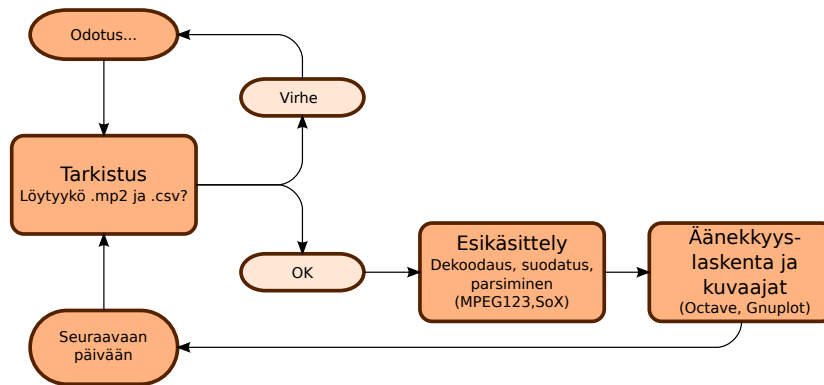 Odotus...
Virhe
Tarkistus
Löytyykö .mp2 ja .csv?
OK
Esikäsittely
Dekoodaus, suodatus,
parsiminen
(MPEG123,SoX)
Äänekkyys-
laskenta ja
kuvaajat
(Octave, Gnuplot)
Seuraavaan
päivään